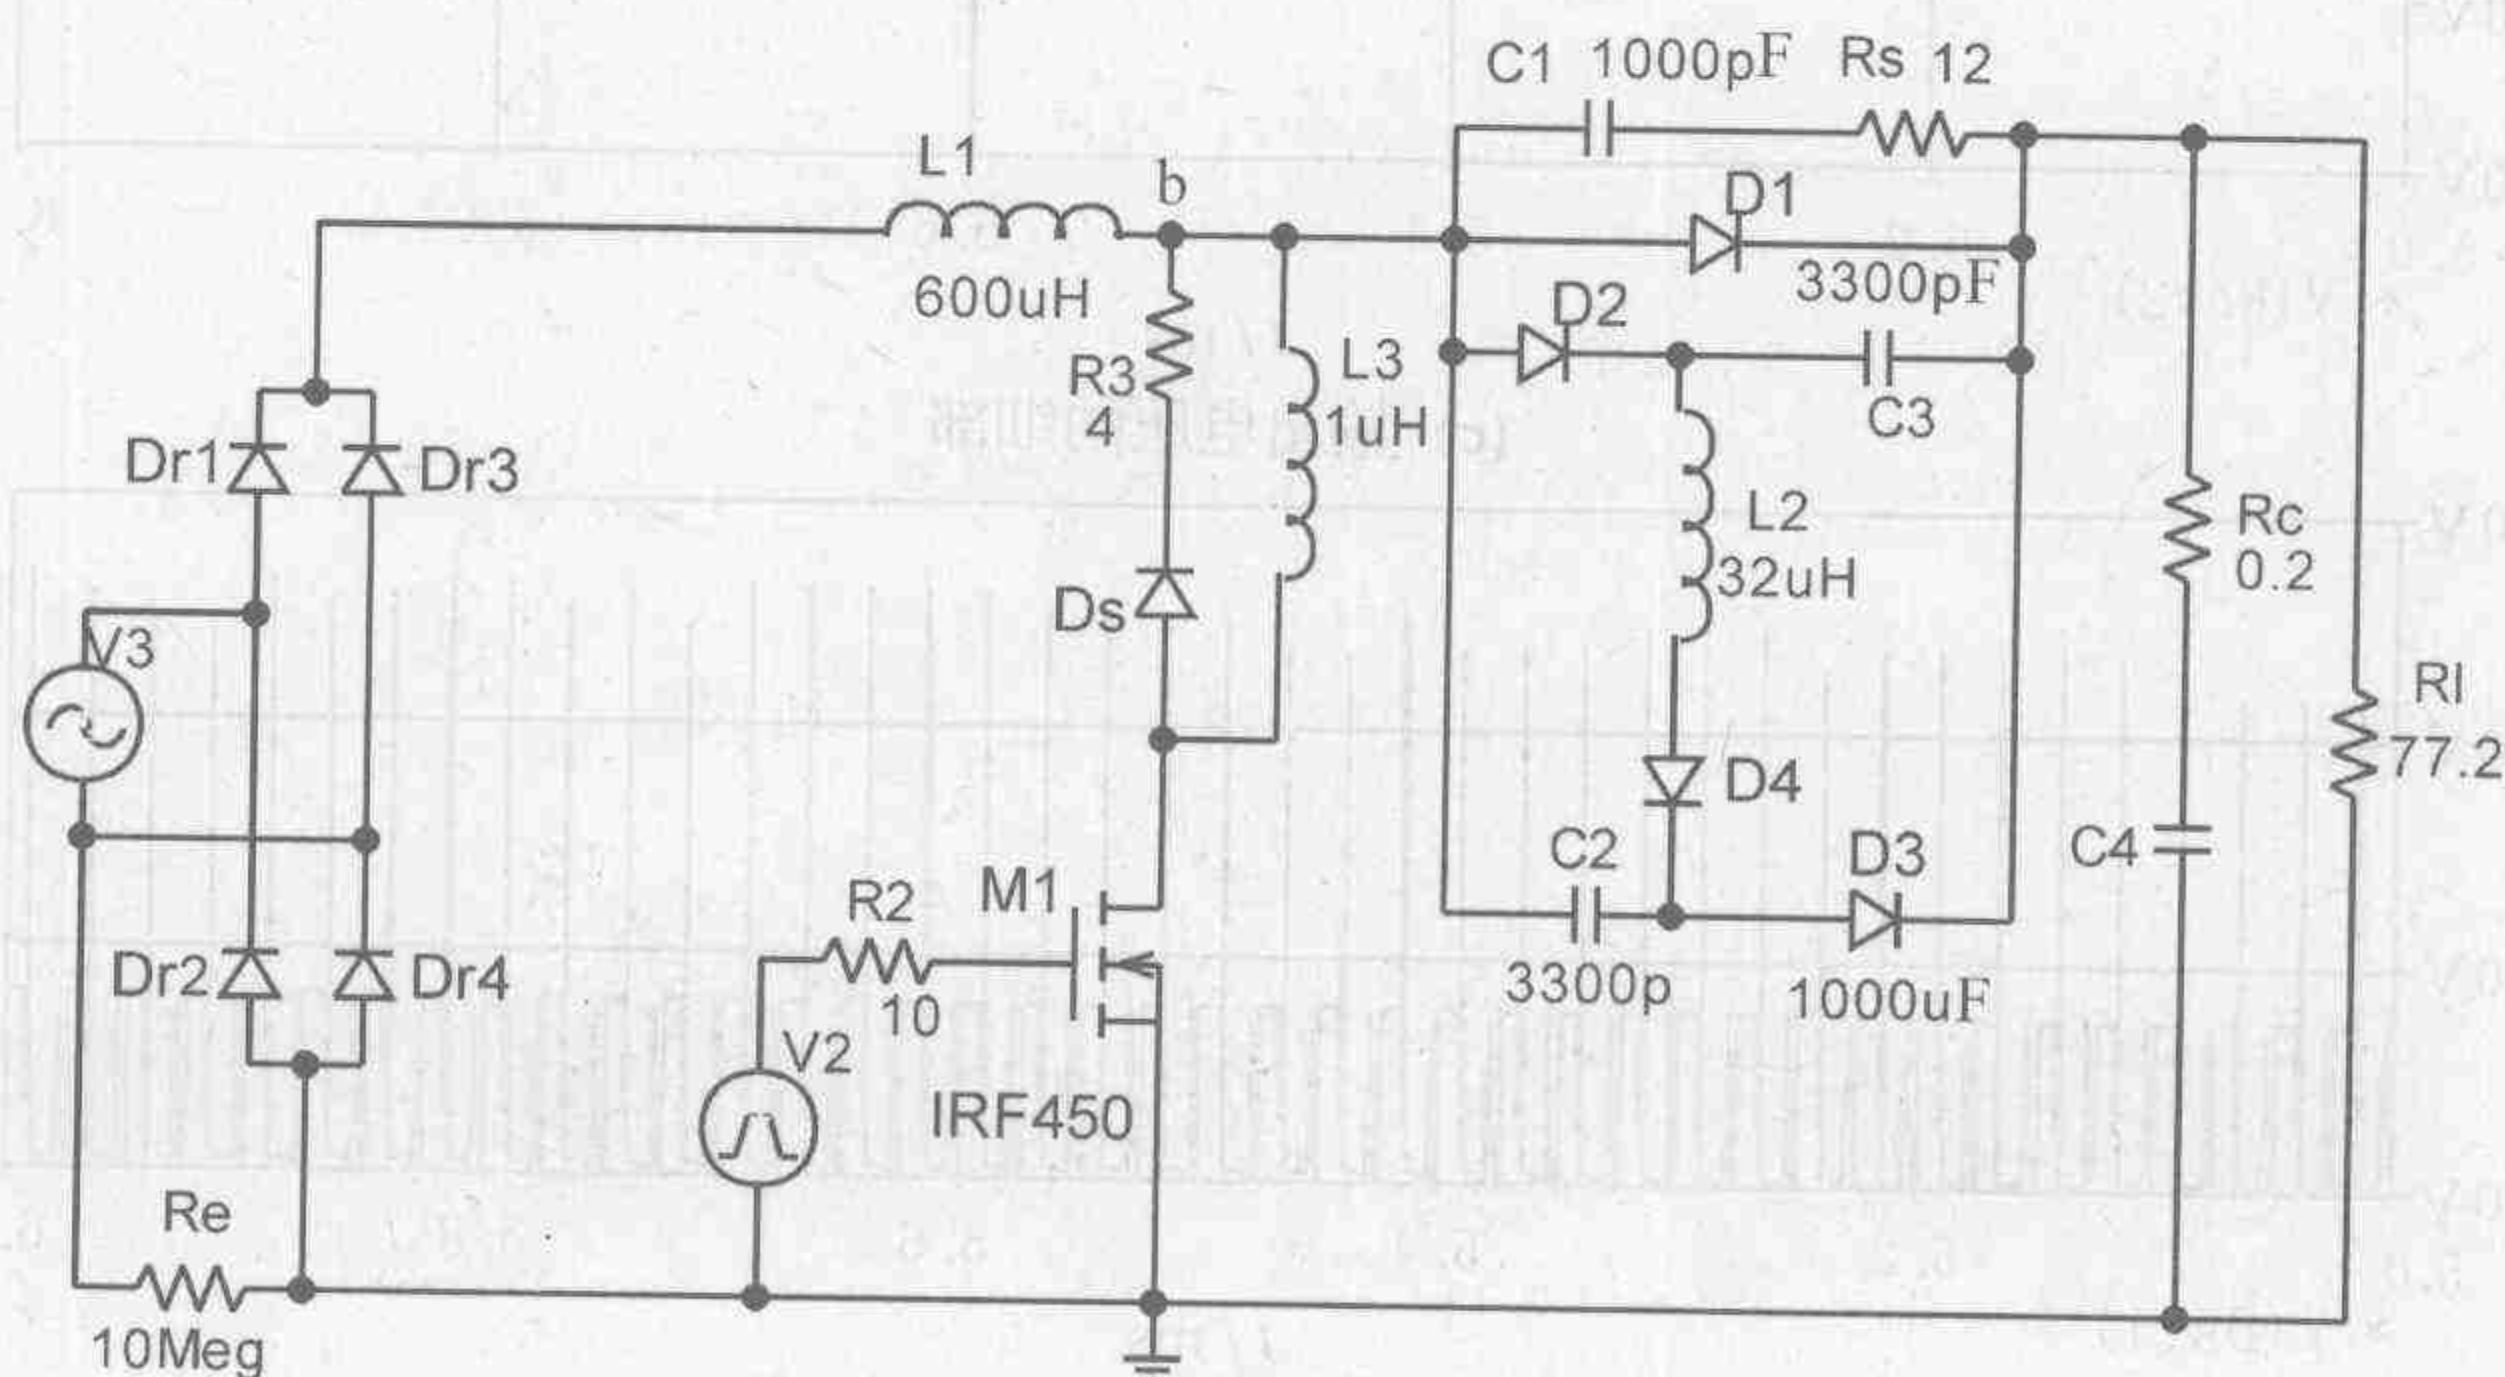 C1 1000pF Rs 12
L1
b
D1
600uH
3300pF
D2
R3
4
L3
1uH
C3
Dr1
Dr3
L2
32uH
Rc
0.2
Ds
V3
Rl
77.2
D4
C2
D3
C4
R2
10
M1
3300p
1000uF
Dr2
Dr4
V2
IRF450
Re
10Meg